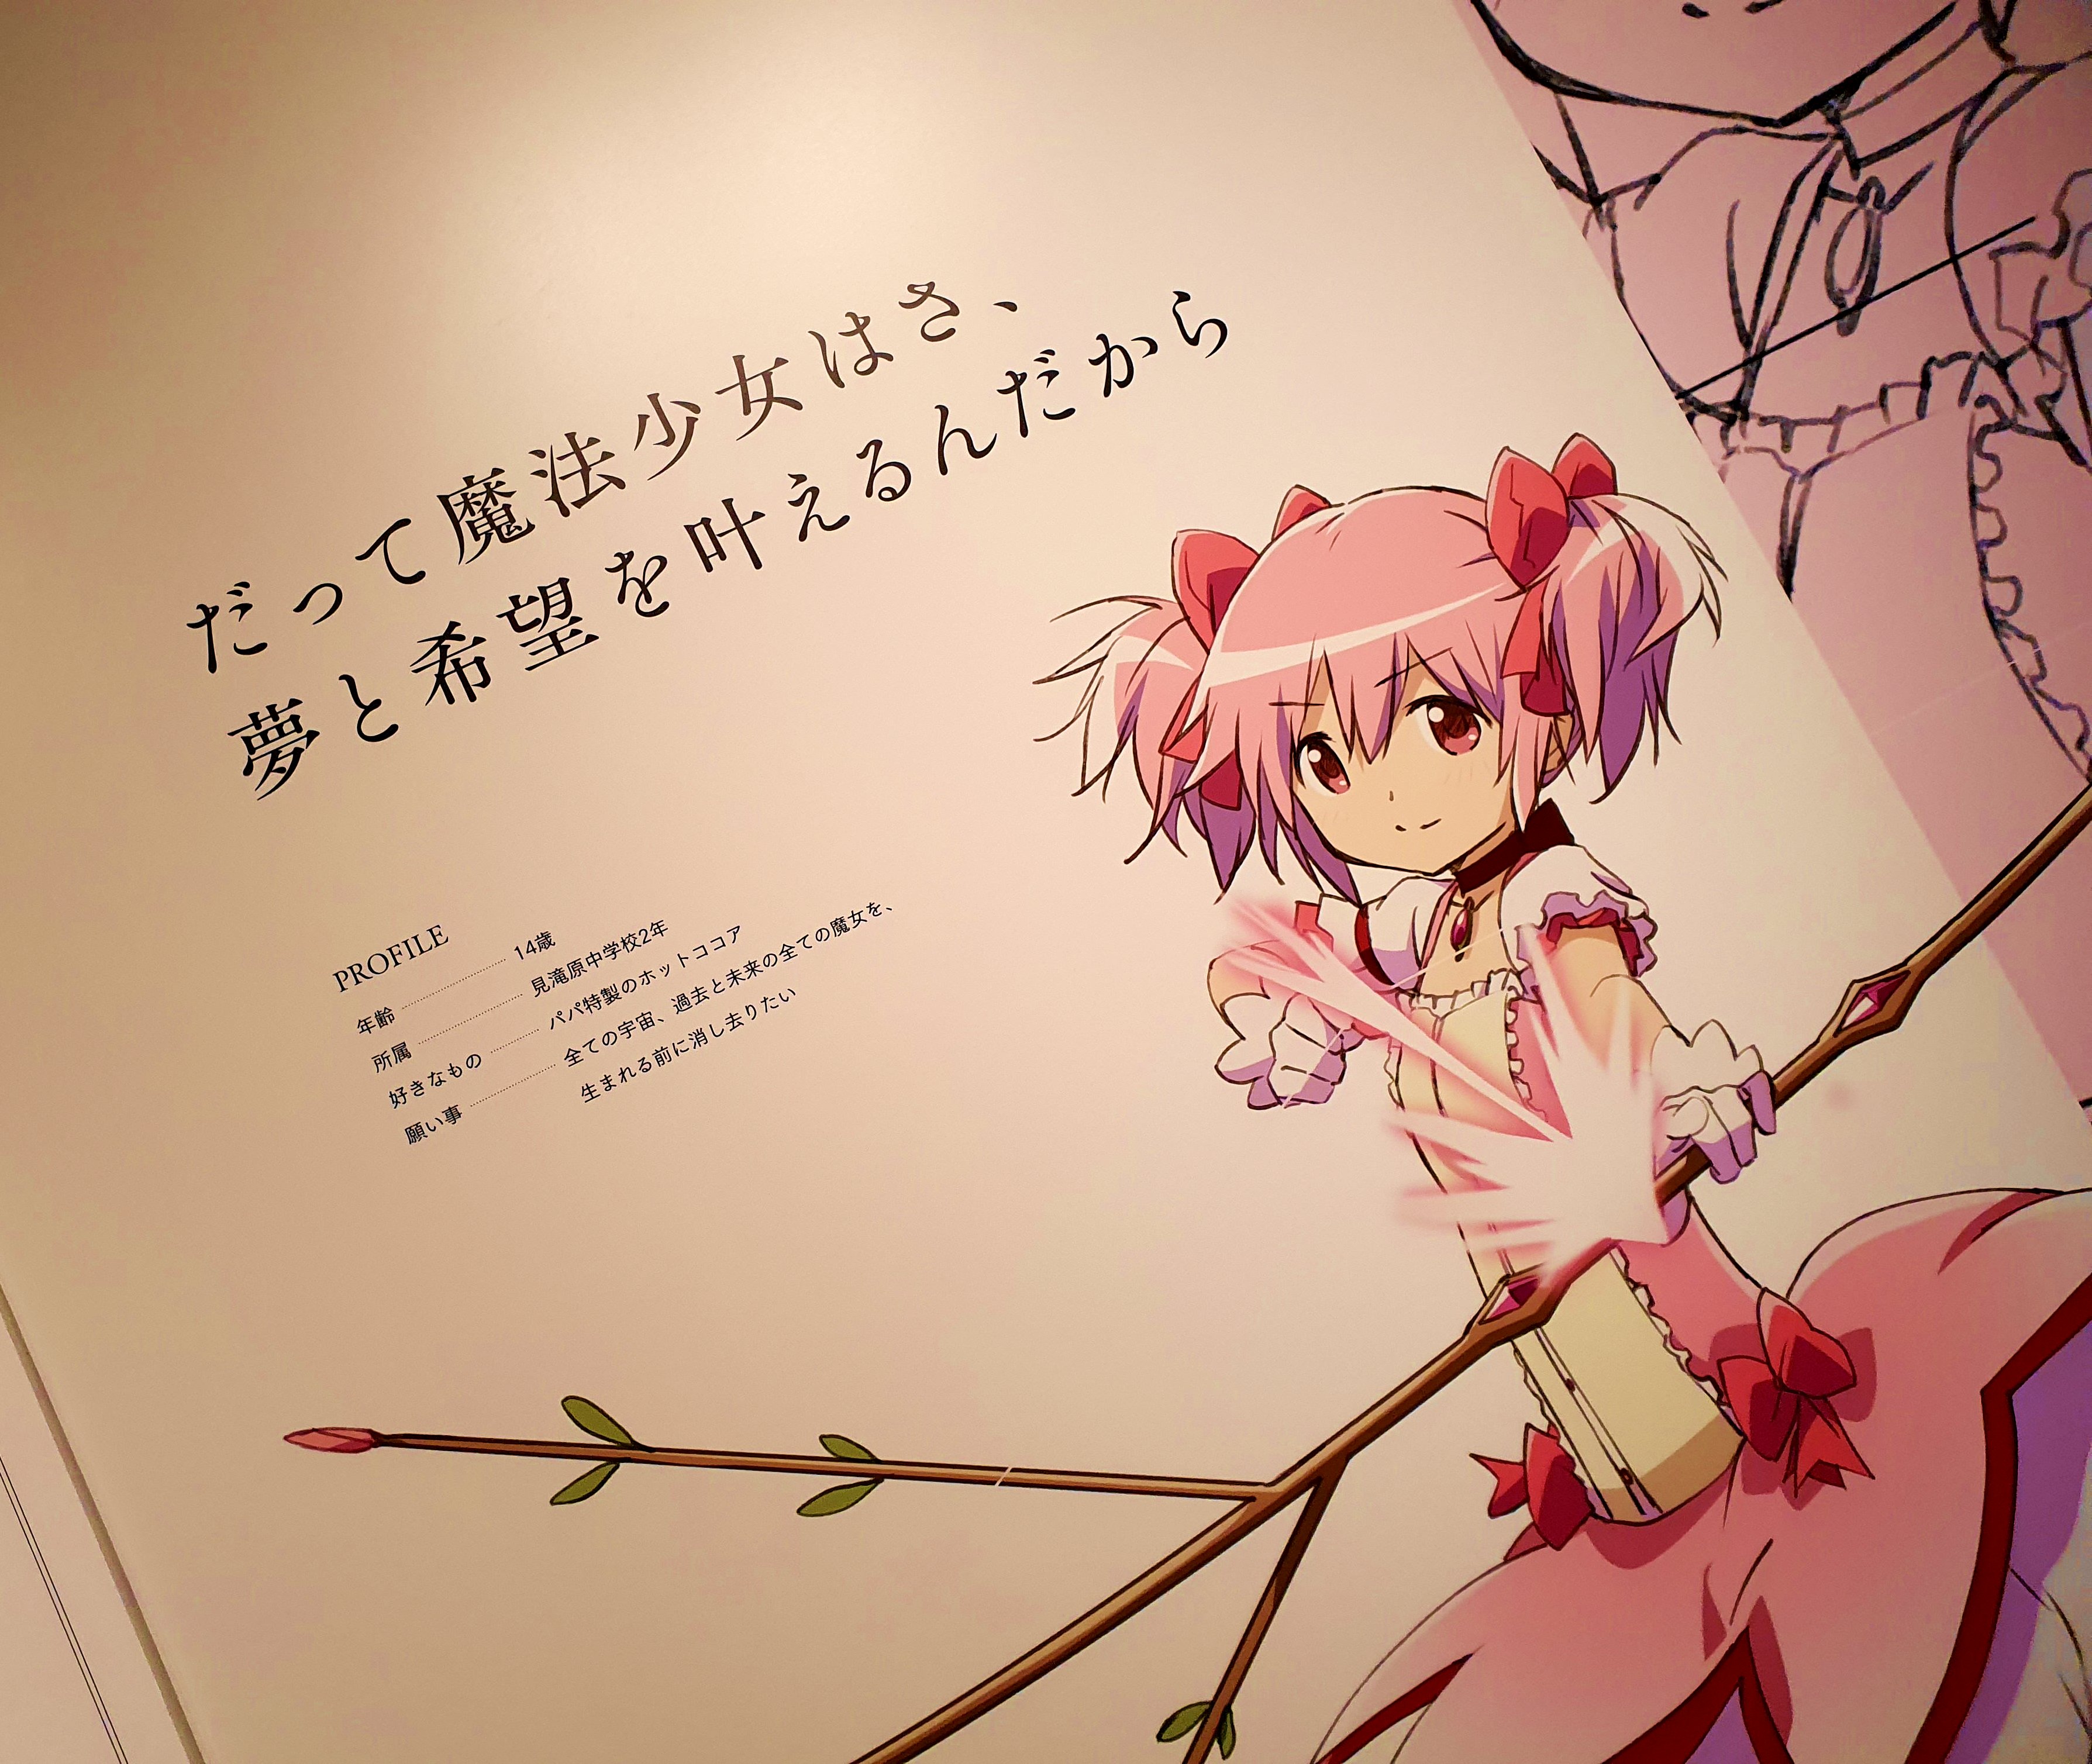 だって魔法少女はさ、
夢と希望を叶えるんだから
PROFILE
年齢 14歳
所属 見滝原中学校2年
好きなもの パパ特製のホットココア
願い事 全ての宇宙、過去と未来の全ての魔女を、
生まれる前に消し去りたい